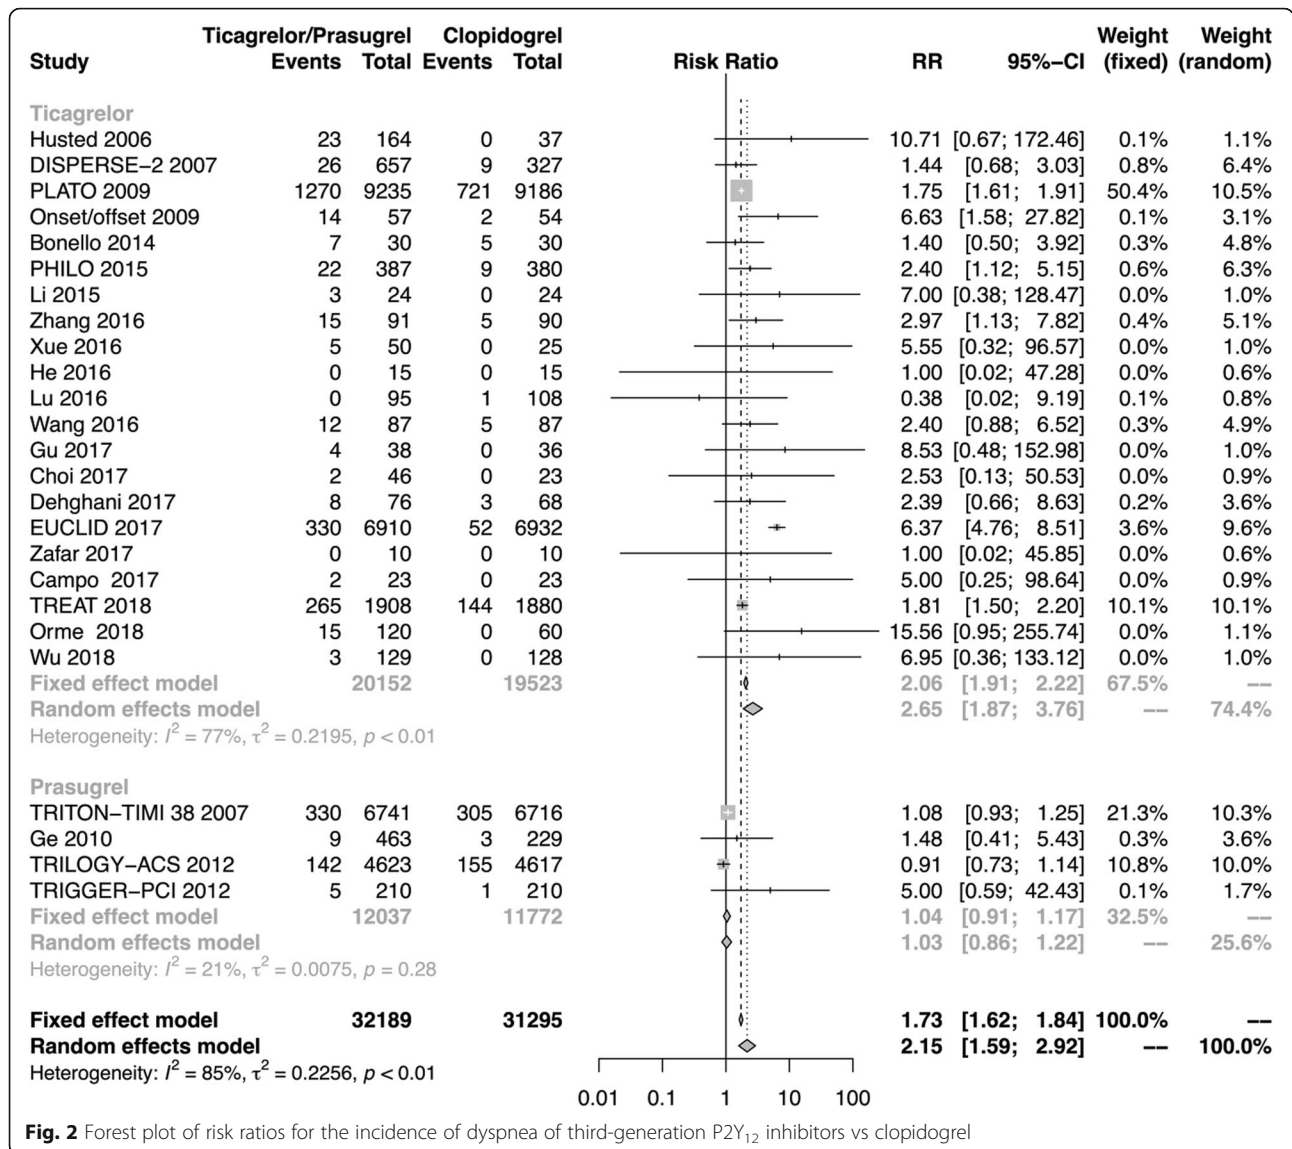 Ticagrelor/Prasugrel Clopidogrel Weight Weight
Study Events Total Events Total Risk Ratio RR 95%−CI (fixed) (random)
Ticagrelor
Husted 2006 23 164 0 37 10.71 [0.67; 172.46] 0.1% 1.1%
DISPERSE−2 2007 26 657 9 327 1.44 [0.68; 3.03] 0.8% 6.4%
PLATO 2009 1270 9235 721 9186 1.75 [1.61; 1.91] 50.4% 10.5%
Onset/offset 2009 14 57 2 54 6.63 [1.58; 27.82] 0.1% 3.1%
Bonello 2014 7 30 5 30 1.40 [0.50; 3.92] 0.3% 4.8%
PHILO 2015 22 387 9 380 2.40 [1.12; 5.15] 0.6% 6.3%
Li 2015 3 24 0 24 7.00 [0.38; 128.47] 0.0% 1.0%
Zhang 2016 15 91 5 90 2.97 [1.13; 7.82] 0.4% 5.1%
Xue 2016 5 50 0 25 5.55 [0.32; 96.57] 0.0% 1.0%
He 2016 0 15 0 15 1.00 [0.02; 47.28] 0.0% 0.6%
Lu 2016 0 95 1 108 0.38 [0.02; 9.19] 0.1% 0.8%
Wang 2016 12 87 5 87 2.40 [0.88; 6.52] 0.3% 4.9%
Gu 2017 4 38 0 36 8.53 [0.48; 152.98] 0.0% 1.0%
Choi 2017 2 46 0 23 2.53 [0.13; 50.53] 0.0% 0.9%
Dehghani 2017 8 76 3 68 2.39 [0.66; 8.63] 0.2% 3.6%
EUCLID 2017 330 6910 52 6932 6.37 [4.76; 8.51] 3.6% 9.6%
Zafar 2017 0 10 0 10 1.00 [0.02; 45.85] 0.0% 0.6%
Campo 2017 2 23 0 23 5.00 [0.25; 98.64] 0.0% 0.9%
TREAT 2018 265 1908 144 1880 1.81 [1.50; 2.20] 10.1% 10.1%
Orme 2018 15 120 0 60 15.56 [0.95; 255.74] 0.0% 1.1%
Wu 2018 3 129 0 128 6.95 [0.36; 133.12] 0.0% 1.0%
Fixed effect model 20152 19523 2.06 [1.91; 2.22] 67.5% −−
Random effects model 2.65 [1.87; 3.76] −− 74.4%
Heterogeneity: I² = 77%, τ² = 0.2195, p < 0.01
Prasugrel
TRITON−TIMI 38 2007 330 6741 305 6716 1.08 [0.93; 1.25] 21.3% 10.3%
Ge 2010 9 463 3 229 1.48 [0.41; 5.43] 0.3% 3.6%
TRILOGY−ACS 2012 142 4623 155 4617 0.91 [0.73; 1.14] 10.8% 10.0%
TRIGGER−PCI 2012 5 210 1 210 5.00 [0.59; 42.43] 0.1% 1.7%
Fixed effect model 12037 11772 1.04 [0.91; 1.17] 32.5% −−
Random effects model 1.03 [0.86; 1.22] −− 25.6%
Heterogeneity: I² = 21%, τ² = 0.0075, p = 0.28
Fixed effect model 32189 31295 1.73 [1.62; 1.84] 100.0% −−
Random effects model 2.15 [1.59; 2.92] −− 100.0%
Heterogeneity: I² = 85%, τ² = 0.2256, p < 0.01
0.01 0.1 1 10 100
Fig. 2 Forest plot of risk ratios for the incidence of dyspnea of third-generation P2Y₁₂ inhibitors vs clopidogrel